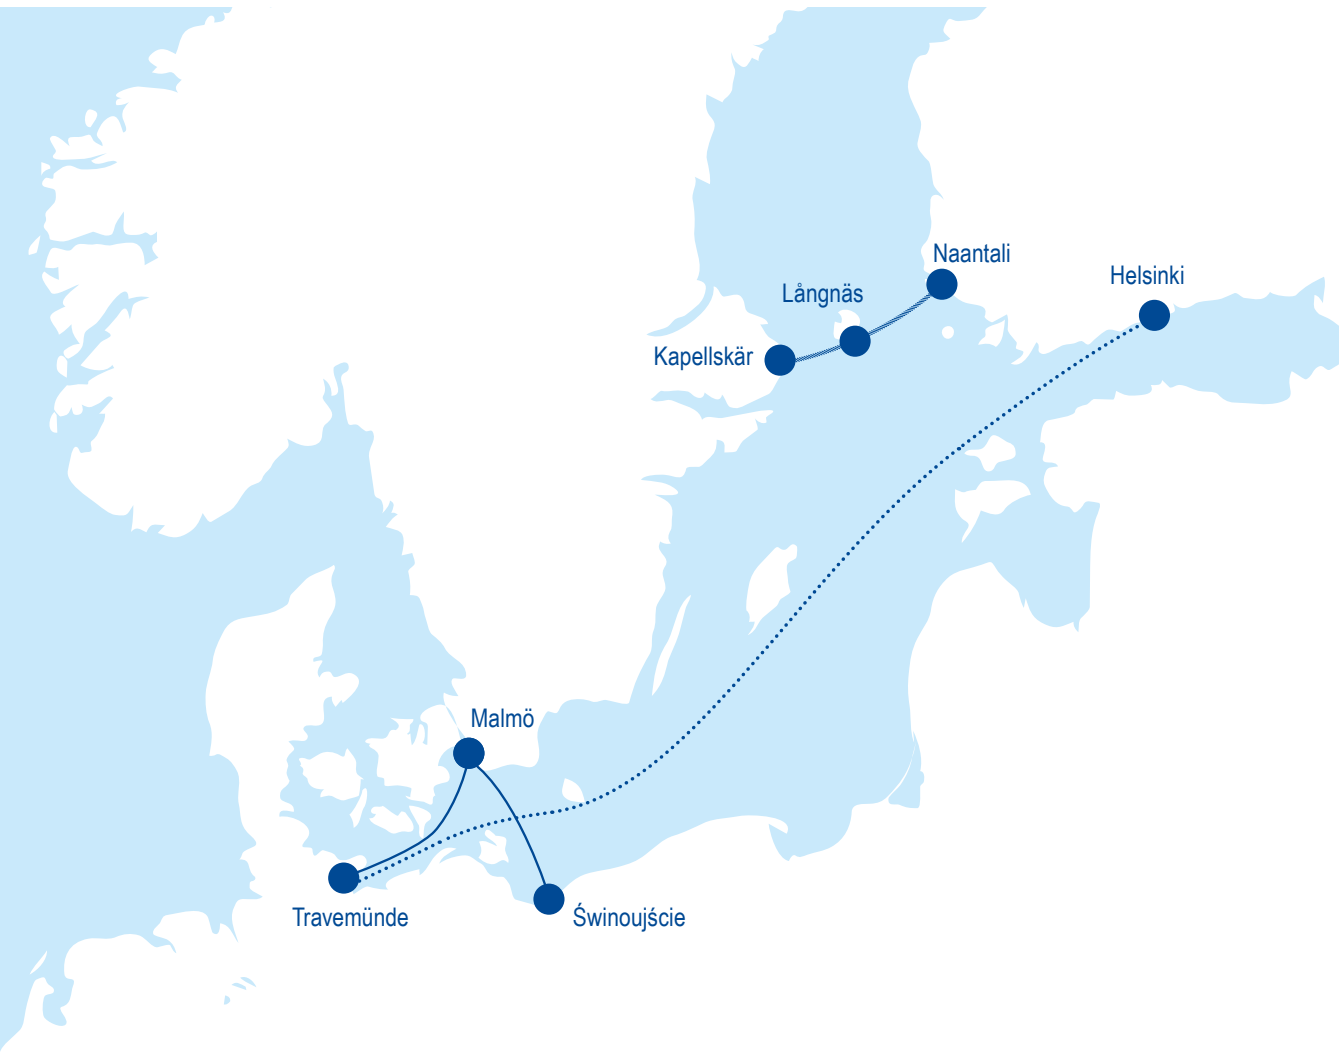 Naantali
Helsinki
Långnäs
Kapellskär
Malmö
Travemünde
Świnoujście